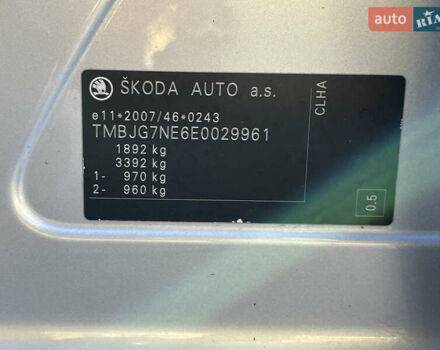 auto RIA
ŠKODA AUTO a.s.
e11*2007/46*0243
TMBJG7NE6E0029961
1892 kg
3392 kg
1- 970 kg
2- 960 kg
CLHA
0.5